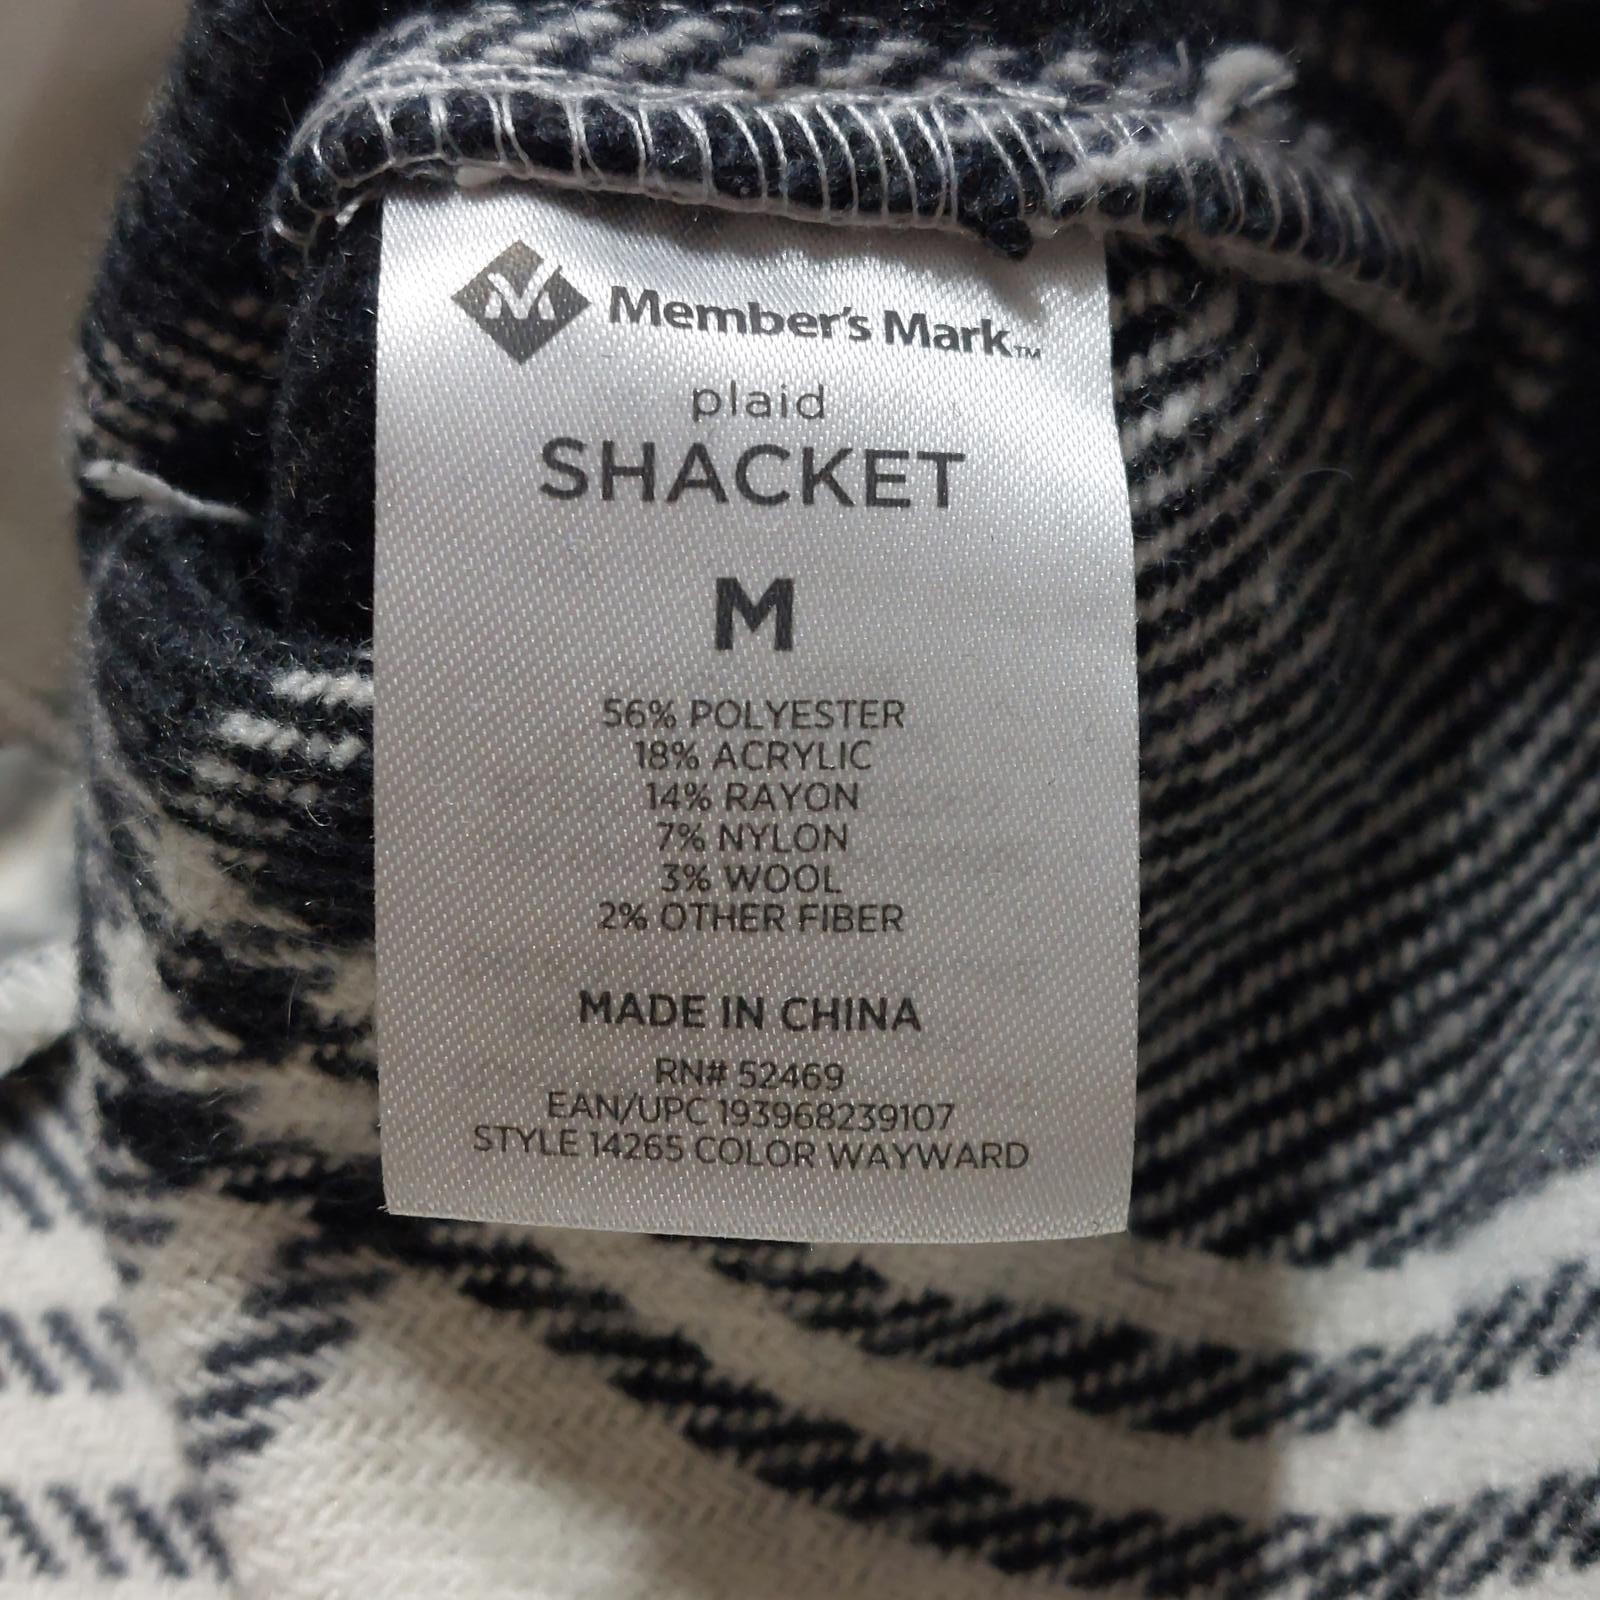 Member's Mark™
plaid
SHACKET
M
56% POLYESTER
18% ACRYLIC
14% RAYON
7% NYLON
3% WOOL
2% OTHER FIBER
MADE IN CHINA
RN# 52469
EAN/UPC 193968239107
STYLE 14265 COLOR WAYWARD